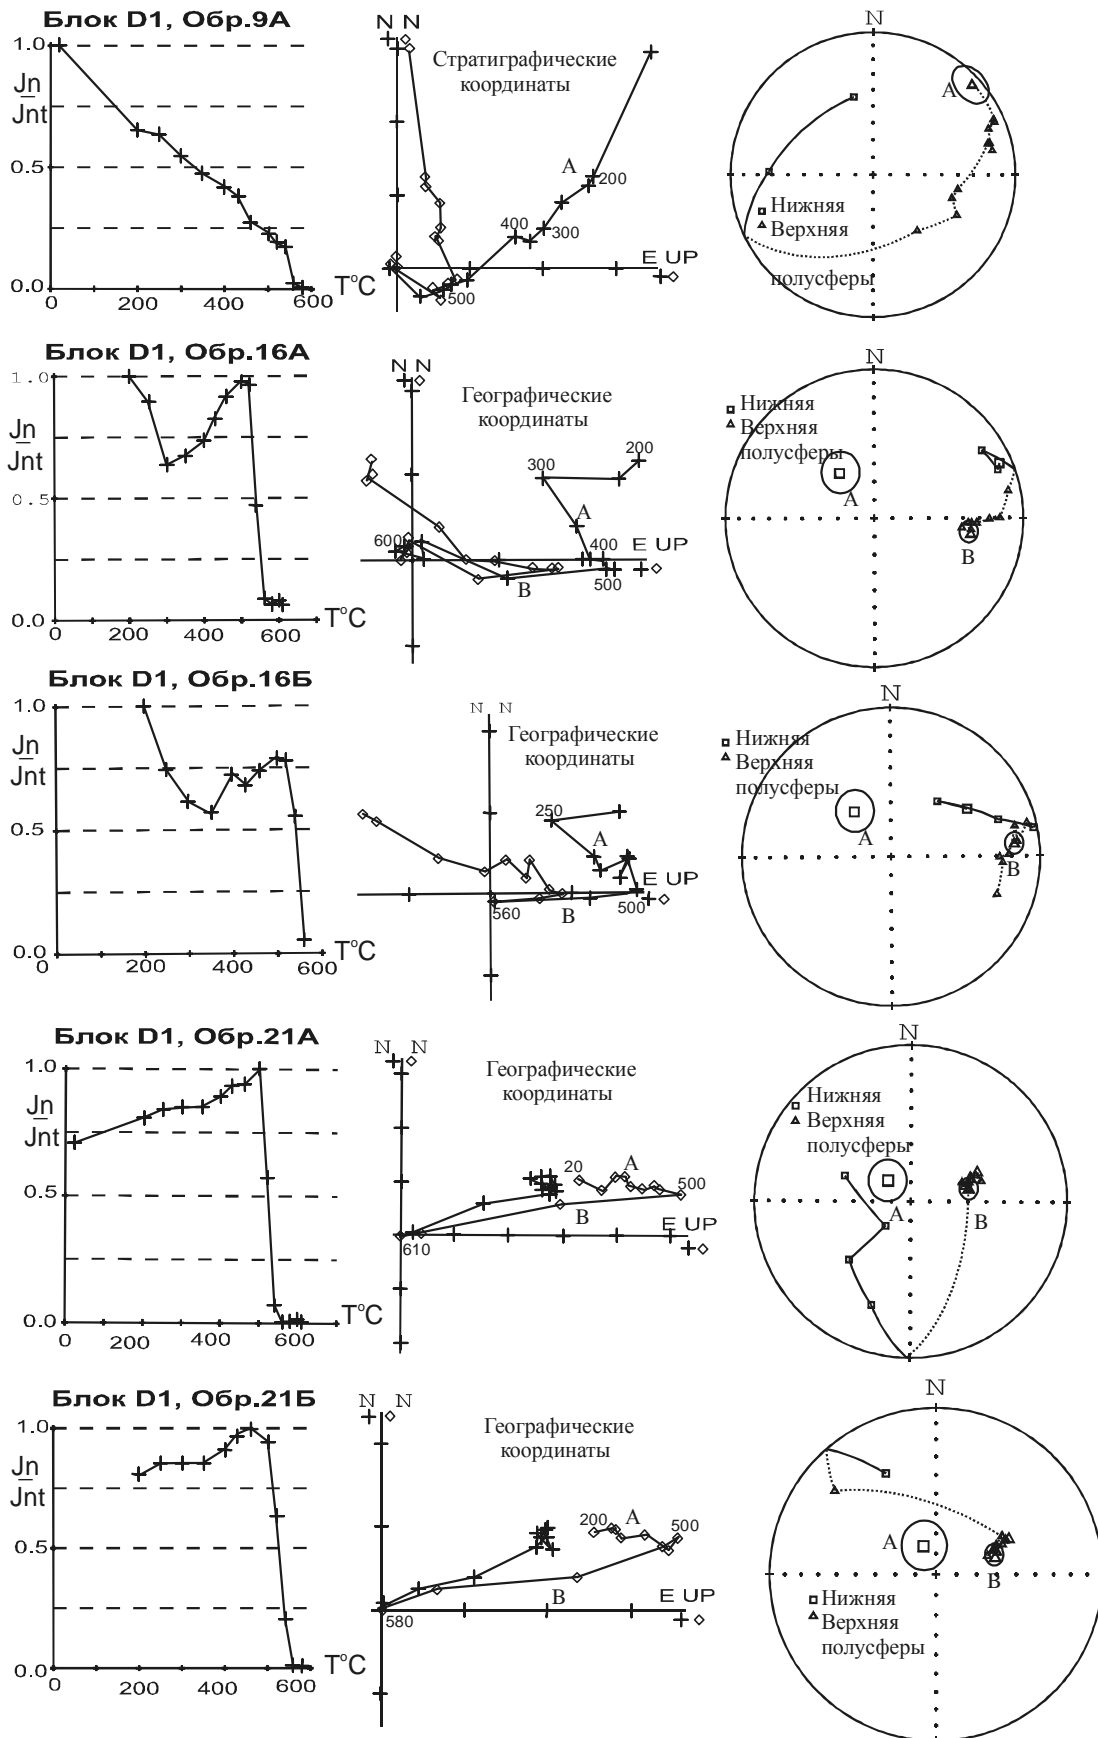 Блок D1, Обр.9А
1.0
Jn
Jnt
0.5
0.0
0
200
400
600
T°C
N N
Стратиграфические
координаты
A
200
400
300
E UP
500
N
A
Нижняя
Верхняя
полусферы
Блок D1, Обр.16А
1.0
Jn
Jnt
0.5
0.0
0
200
400
600
T°C
N N
Географические
координаты
200
300
A
600
400
E UP
500
B
N
Нижняя
Верхняя
полусферы
A
B
Блок D1, Обр.16Б
1.0
Jn
Jnt
0.5
0.0
0
200
400
600
T°C
N N
Географические
координаты
250
A
E UP
560
B
500
N
Нижняя
Верхняя
полусферы
A
B
Блок D1, Обр.21А
1.0
Jn
Jnt
0.5
0.0
0
200
400
600
T°C
N N
Географические
координаты
20
A
500
B
E UP
610
N
Нижняя
Верхняя
полусферы
A
B
Блок D1, Обр.21Б
1.0
Jn
Jnt
0.5
0.0
0
200
400
600
T°C
N N
Географические
координаты
200
A
500
B
E UP
580
N
A
B
Нижняя
Верхняя
полусферы